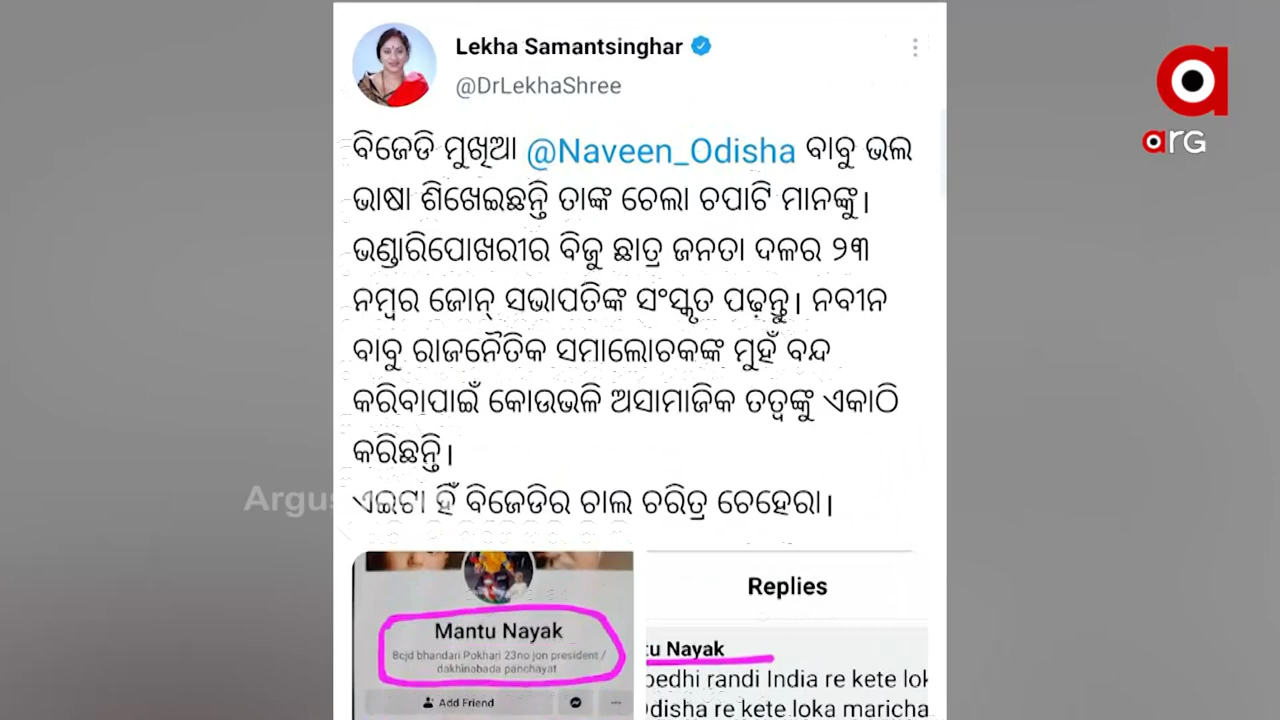 Lekha Samantsinghar
@DrLekhaShree
arg
ବିଜେଡି ମୁଖିଆ @Naveen_Odisha ବାବୁ ଭଲ
ଭାଷା ଶିଖେଇଛନ୍ତି ତାଙ୍କ ଚେଲା ଚପାଟି ମାନଙ୍କୁ।
ଭଣ୍ଡାରିପୋଖରୀର ବିଜୁ ଛାତ୍ର ଜନତା ଦଳର ୨୩
ନମ୍ବର ଜୋନ୍ ସଭାପତିଙ୍କ ସଂସ୍କୃତ ପଢ଼ନ୍ତୁ। ନବୀନ
ବାବୁ ରାଜନୈତିକ ସମାଲୋଚକଙ୍କ ମୁହଁ ବନ୍ଦ
କରିବାପାଇଁ କୋଉଭଳି ଅସାମାଜିକ ତତ୍ୱଙ୍କୁ ଏକାଠି
କରିଛନ୍ତି।
ଏଇଟା ହିଁ ବିଜେଡିର ଚାଲ ଚରିତ୍ର ଚେହେରା।
Argus
Mantu Nayak
Bcjd bhandari Pokhari 23no jon president /
dakhinabada panchayat
Add Friend
Replies
tu Nayak
bedhi randi India re kete lok
Odisha re kete loka maricha